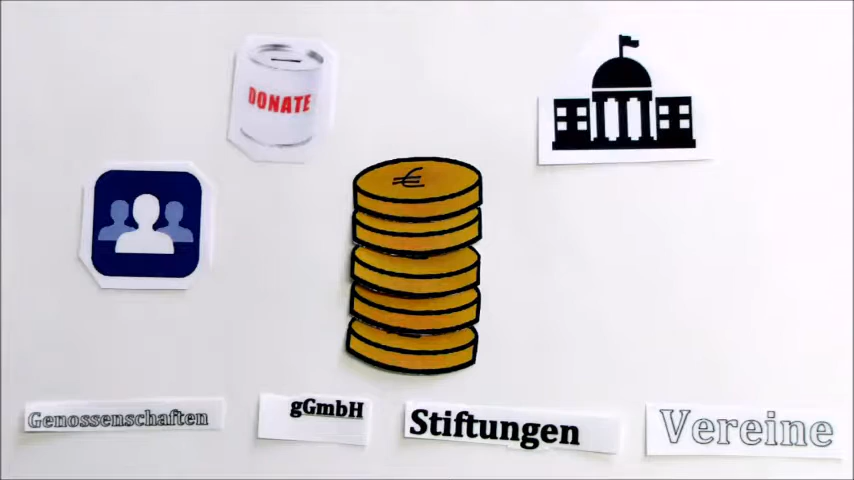 DONATE
€
Genossenschaften
gGmbH
Stiftungen
Vereine